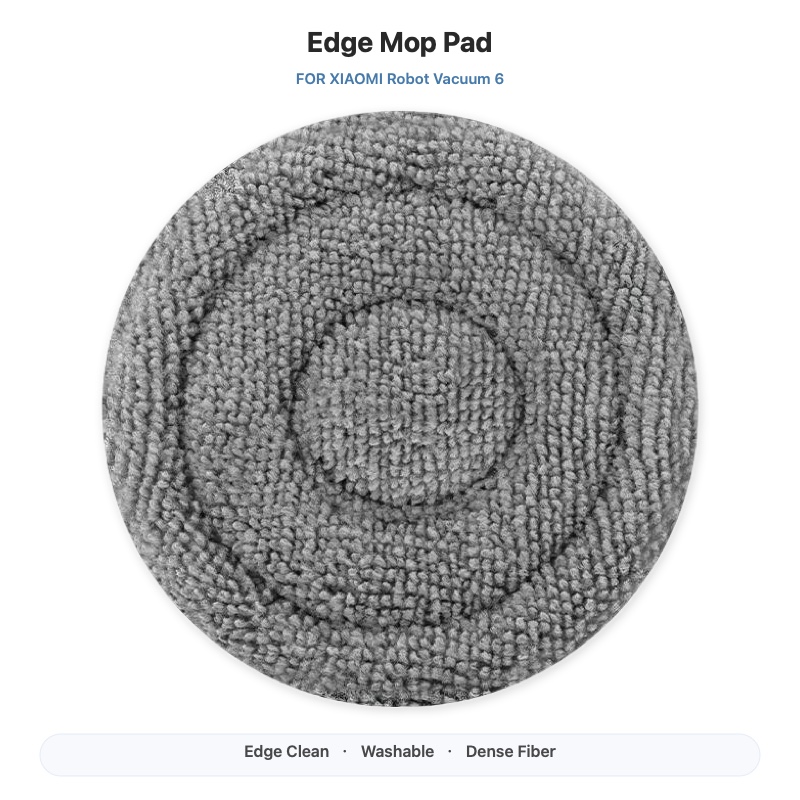 Edge Mop Pad
FOR XIAOMI Robot Vacuum 6
Edge Clean · Washable · Dense Fiber